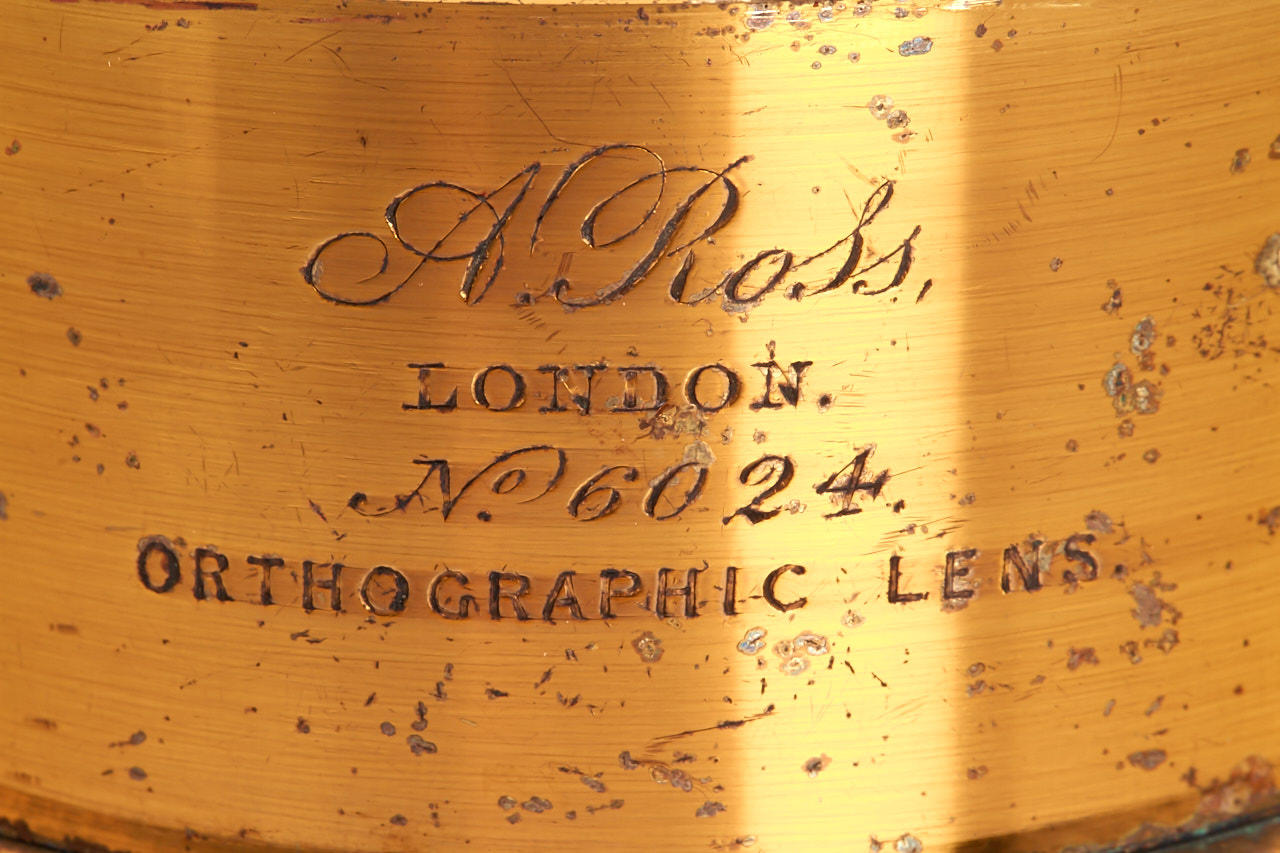 A. Ross,
LONDON.
No. 6024.
ORTHOGRAPHIC LENS.